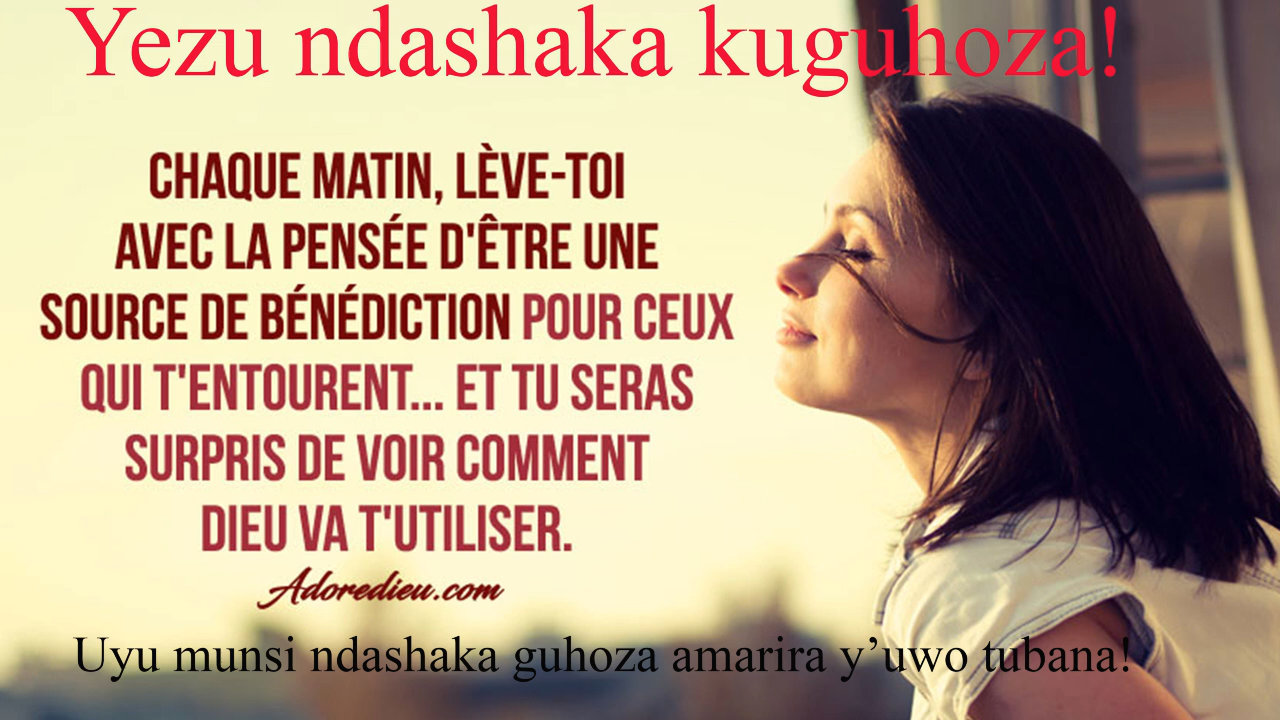 Yezu ndashaka kuguhoza!
CHAQUE MATIN, LÈVE-TOI
AVEC LA PENSÉE D'ÊTRE UNE
SOURCE DE BÉNÉDICTION POUR CEUX
QUI T'ENTOURENT... ET TU SERAS
SURPRIS DE VOIR COMMENT
DIEU VA T'UTILISER.
Adoredieu.com
Uyu munsi ndashaka guhoza amarira y’uwo tubana!